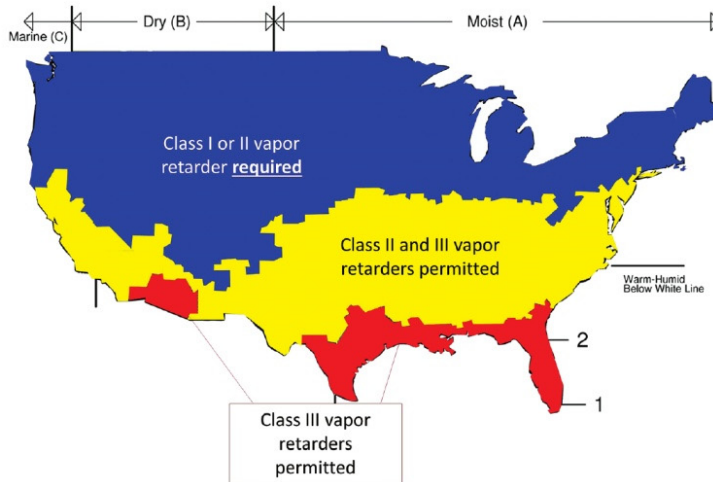 Marine (C)
Dry (B)
Moist (A)
Class I or II vapor
retarder required
Class II and III vapor
retarders permitted
Warm-Humid
Below White Line
2
1
Class III vapor
retarders
permitted